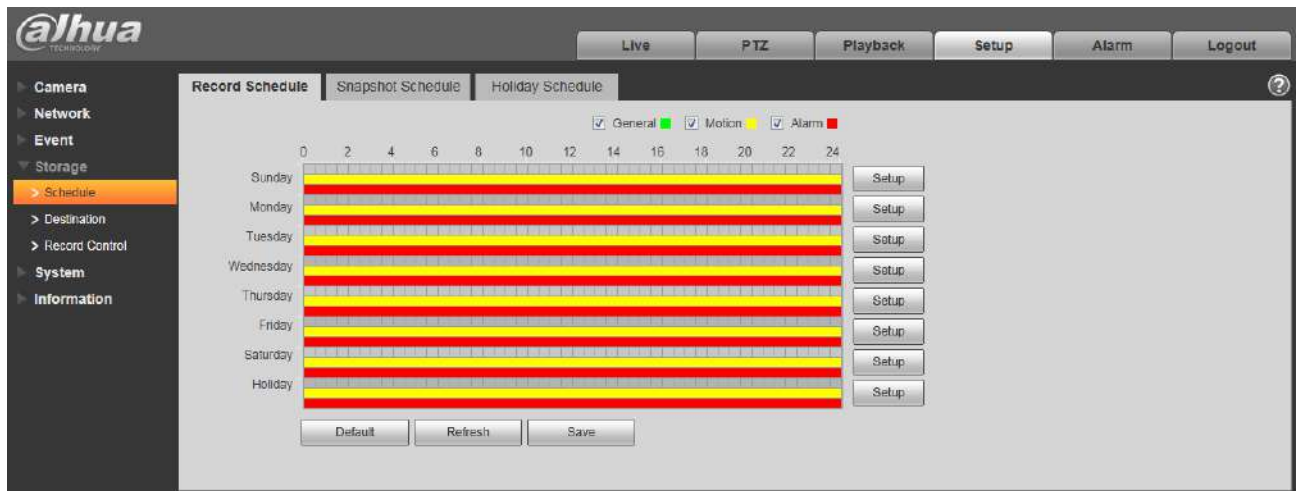 alhua
TECHNOLOGY
Live PTZ Playback Setup Alarm Logout
Camera
Network
Event
Storage
> Schedule
> Destination
> Record Control
System
Information
Record Schedule Snapshot Schedule Holiday Schedule ?
General Motion Alarm
0 2 4 6 8 10 12 14 16 18 20 22 24
Sunday Setup
Monday Setup
Tuesday Setup
Wednesday Setup
Thursday Setup
Friday Setup
Saturday Setup
Holiday Setup
Default Refresh Save